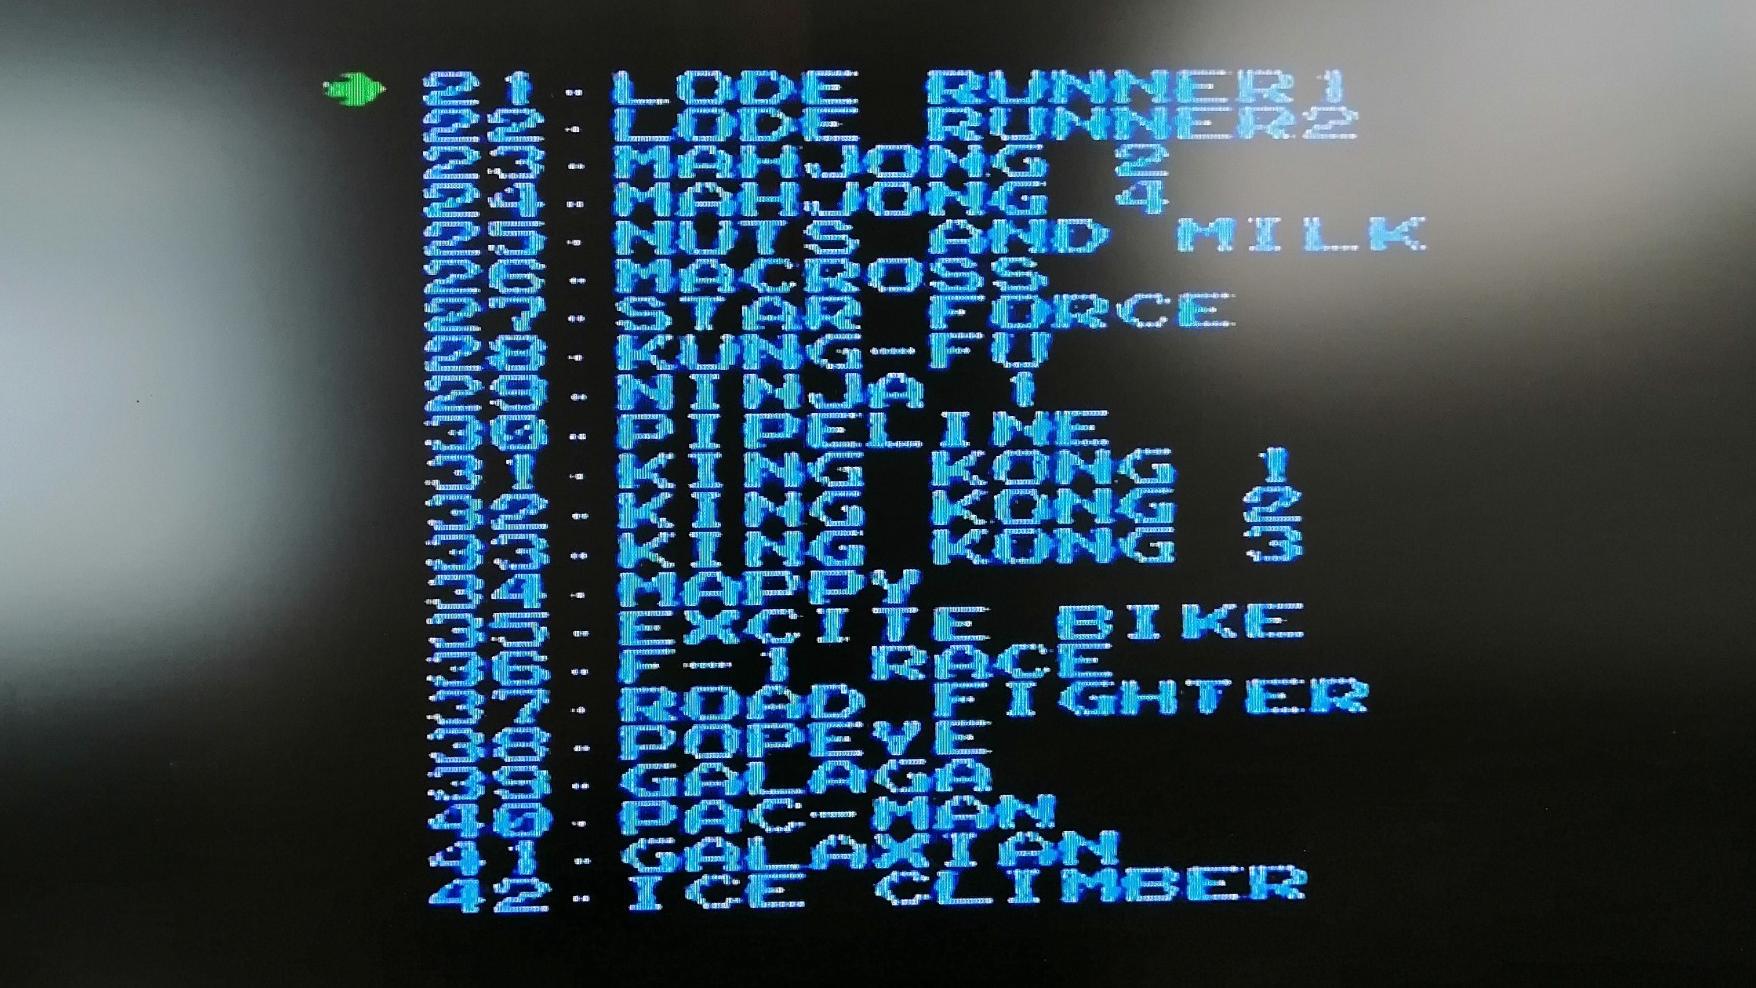 21. LODE RUNNER1
22. LODE RUNNER2
23. MAHJONG 2
24. MAHJONG 4
25. NUTS AND MILK
26. MACROSS
27. STAR FORCE
28. KUNG-FU
29. NINJA 1
30. PIPELINE
31. KING KONG 1
32. KING KONG 2
33. KING KONG 3
34. MAPPY
35. EXCITE BIKE
36. F-1 RACE
37. ROAD FIGHTER
38. POPEYE
39. GALAGA
40. PAC-MAN
41. GALAXIAN
42. ICE CLIMBER